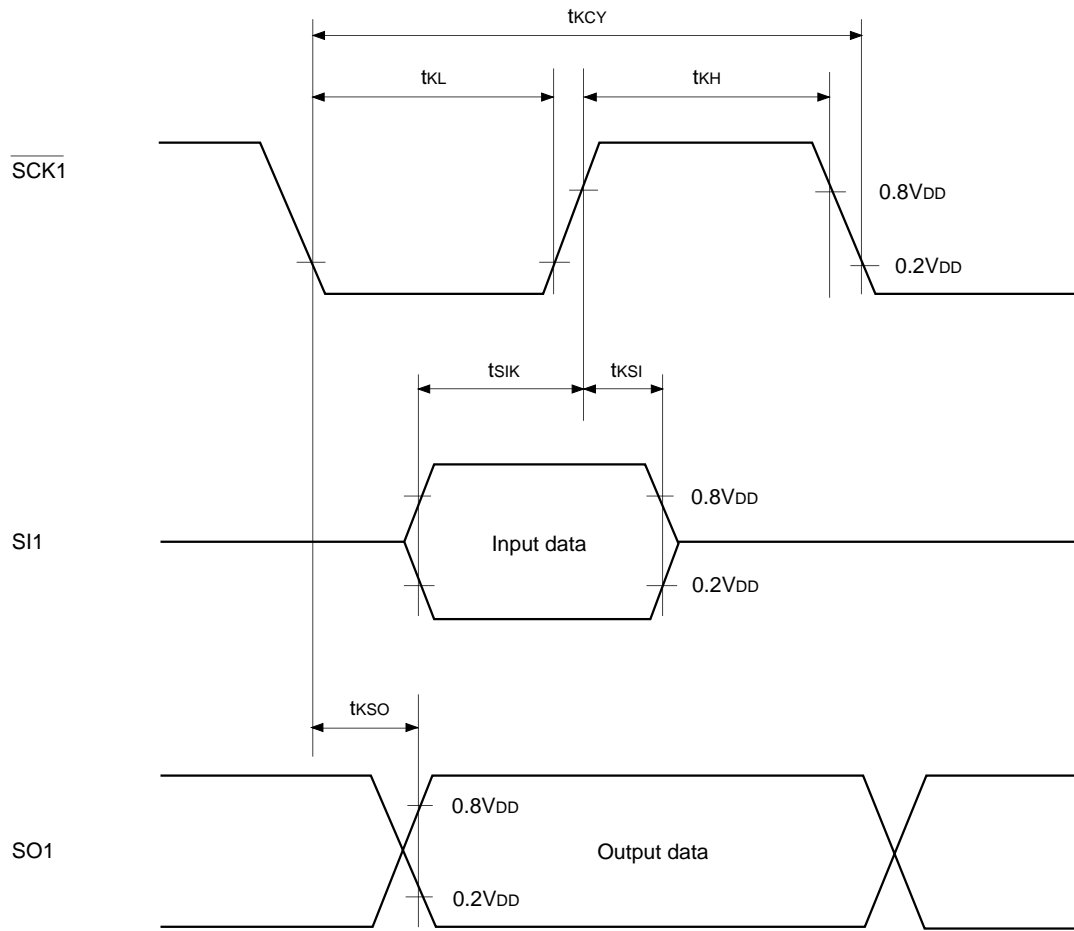 tKCY
tKL
tKH
SCK1
0.8VDD
0.2VDD
tSIK
tKSI
0.8VDD
SI1
Input data
0.2VDD
tKSO
0.8VDD
SO1
Output data
0.2VDD